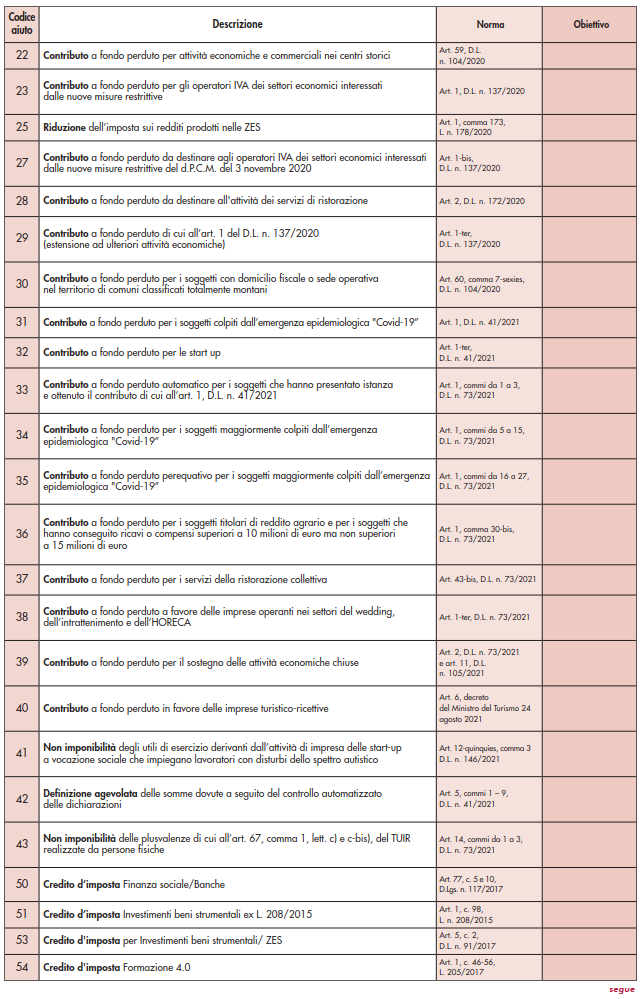 Codice aiuto Descrizione Norma Obiettivo
22 Contributo a fondo perduto per attività economiche e commerciali nei centri storici Art. 59, D.L.
n. 104/2020
23 Contributo a fondo perduto per gli operatori IVA dei settori economici interessati
dalle nuove misure restrittive Art. 1, D.L. n. 137/2020
25 Riduzione dell'imposta sui redditi prodotti nelle ZES Art. 1, comma 173,
L. n. 178/2020
27 Contributo a fondo perduto da destinare agli operatori IVA dei settori economici interessati
dalle nuove misure restrittive del d.P.C.M. del 3 novembre 2020 Art. 1-bis,
D.L. n. 137/2020
28 Contributo a fondo perduto da destinare all'attività dei servizi di ristorazione Art. 2, D.L. n. 172/2020
29 Contributo a fondo perduto di cui all'art. 1 del D.L. n. 137/2020
(estensione ad ulteriori attività economiche) Art. 1-ter,
D.L. n. 137/2020
30 Contributo a fondo perduto per i soggetti con domicilio fiscale o sede operativa
nel territorio di comuni classificati totalmente montani Art. 60, comma 7-sexies,
D.L. n. 104/2020
31 Contributo a fondo perduto per i soggetti colpiti dall'emergenza epidemiologica "Covid-19" Art. 1, D.L. n. 41/2021
32 Contributo a fondo perduto per le start up Art. 1-ter,
D.L. n. 41/2021
33 Contributo a fondo perduto automatico per i soggetti che hanno presentato istanza
e ottenuto il contributo di cui all'art. 1, D.L. n. 41/2021 Art. 1, commi da 1 a 3,
D.L. n. 73/2021
34 Contributo a fondo perduto per i soggetti maggiormente colpiti dall'emergenza
epidemiologica "Covid-19" Art. 1, commi da 5 a 15,
D.L. n. 73/2021
35 Contributo a fondo perduto perequativo per i soggetti maggiormente colpiti dall'emergenza
epidemiologica "Covid-19" Art. 1, commi da 16 a 27,
D.L. n. 73/2021
36 Contributo a fondo perduto per i soggetti titolari di reddito agrario e per i soggetti che
hanno conseguito ricavi o compensi superiori a 10 milioni di euro ma non superiori
a 15 milioni di euro Art. 1, comma 30-bis,
D.L. n. 73/2021
37 Contributo a fondo perduto per i servizi della ristorazione collettiva Art. 43-bis, D.L. n. 73/2021
38 Contributo a fondo perduto a favore delle imprese operanti nei settori del wedding,
dell'intrattenimento e dell'HORECA Art. 1-ter, D.L. n. 73/2021
39 Contributo a fondo perduto per il sostegno delle attività economiche chiuse Art. 2, D.L. n. 73/2021
e art. 11, D.L.
n. 105/2021
40 Contributo a fondo perduto in favore delle imprese turistico-ricettive Art. 6, decreto
del Ministro del Turismo 24
agosto 2021
41 Non imponibilità degli utili di esercizio derivanti dall'attività di impresa delle start-up
a vocazione sociale che impiegano lavoratori con disturbi dello spettro autistico Art. 12-quinquies, comma 3
D.L. n. 146/2021
42 Definizione agevolata delle somme dovute a seguito del controllo automatizzato
delle dichiarazioni Art. 5, commi 1 – 9,
D.L. n. 41/2021
43 Non imponibilità delle plusvalenze di cui all'art. 67, comma 1, lett. c) e c-bis), del TUIR
realizzate da persone fisiche Art. 14, commi da 1 a 3,
D.L. n. 73/2021
50 Credito d'imposta Finanza sociale/Banche Art. 77, c. 5 e 10,
D.Lgs. n. 117/2017
51 Credito d'imposta Investimenti beni strumentali ex L. 208/2015 Art. 1, c. 98,
L. n. 208/2015
53 Credito d'imposta per Investimenti beni strumentali/ ZES Art. 5, c. 2,
D.L. n. 91/2017
54 Credito d'imposta Formazione 4.0 Art. 1, c. 46-56,
L. 205/2017
segue